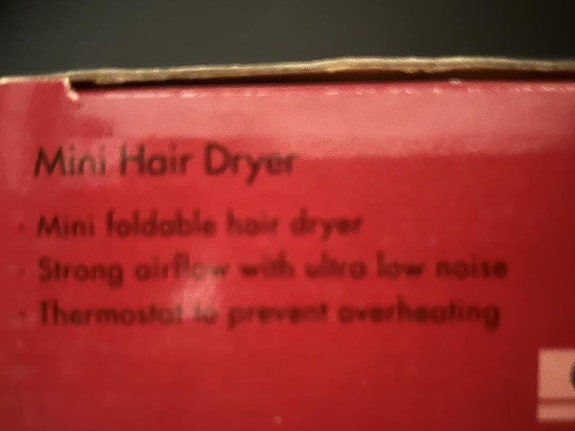 Mini Hair Dryer
· Mini foldable hair dryer
· Strong airflow with ultra low noise
· Thermostat to prevent overheating